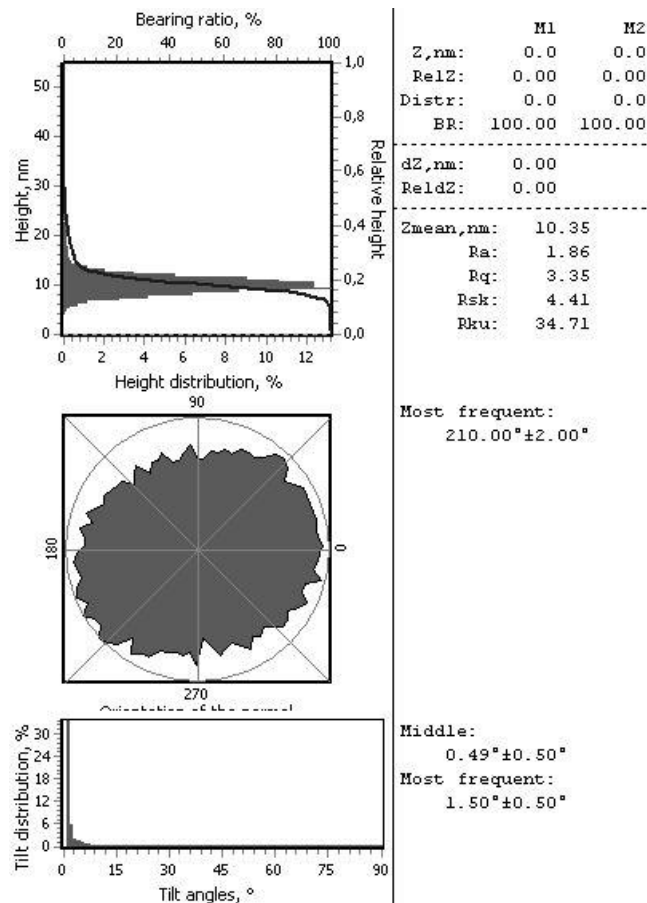 Bearing ratio, %
0 20 40 60 80 100
50
40
30
20
10
0
Height, nm
1,0
0,8
0,6
0,4
0,2
0,0
Relative height
0 2 4 6 8 10 12
Height distribution, %
90
180
0
270
Orientation of the normal
Tilt distribution, %
30
24
18
12
6
0
0 15 30 45 60 75 90
Tilt angles, °
M1 M2
Z,nm: 0.0 0.0
RelZ: 0.00 0.00
Distr: 0.0 0.0
BR: 100.00 100.00
dZ,nm: 0.00
ReldZ: 0.00
Zmean,nm: 10.35
Ra: 1.86
Rq: 3.35
Rsk: 4.41
Rku: 34.71
Most frequent:
210.00°±2.00°
Middle:
0.49°±0.50°
Most frequent:
1.50°±0.50°